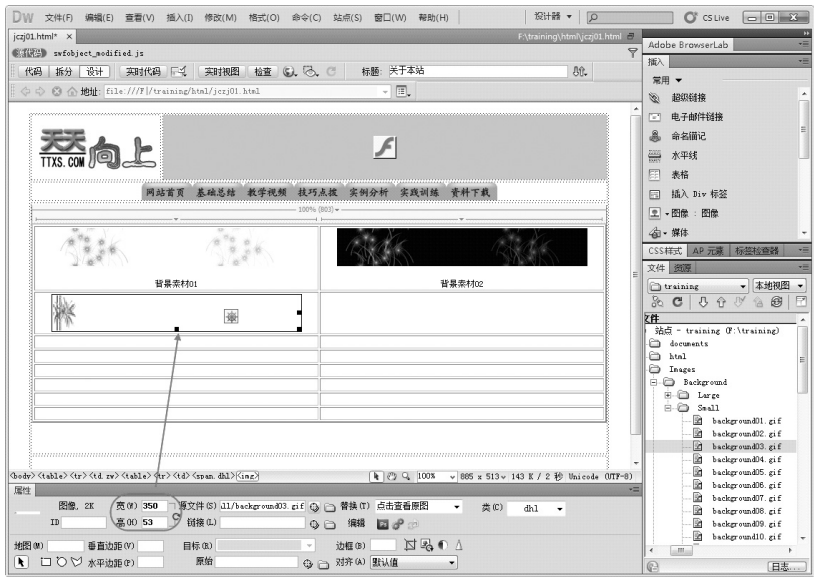 DW 文件(F) 编辑(E) 查看(V) 插入(I) 修改(M) 格式(O) 命令(C) 站点(S) 窗口(W) 帮助(H) 设计器 CS Live
jczj01.html* × F:\training\html\jczj01.html
源代码 swfobject_modified.js
代码 拆分 设计 实时代码 实时视图 检查 标题: 关于本站
地址: file:///F|/training/html/jczj01.html
天天向上
TTXS.COM
网站首页 基础总结 教学视频 技巧点拨 实例分析 实践训练 资料下载
100% (803)
背景素材01 背景素材02
<body><table><tr><td.zw><table><tr><td><span.dhl><img> 100% 885 x 513 143 K / 2 秒 Unicode (UTF-8)
属性
图像, 2K 宽(W) 350 源文件(S) ll/background03.gif 替换(T) 点击查看原图 类(C) dhl
ID 高(H) 53 链接(L) 编辑
地图(M) 垂直边距(V) 目标(R) 边框(B)
水平边距(P) 原始 对齐(A) 默认值
Adobe BrowserLab
插入
常用
超级链接
电子邮件链接
命名锚记
水平线
表格
插入 Div 标签
图像 : 图像
媒体
CSS样式 AP 元素 标签检查器
文件 资源
training 本地视图
文件
站点 - training (F:\training)
documents
html
Images
Background
Large
Small
background01.gif
background02.gif
background03.gif
background04.gif
background05.gif
background06.gif
background07.gif
background08.gif
background09.gif
background10.gif
日志...